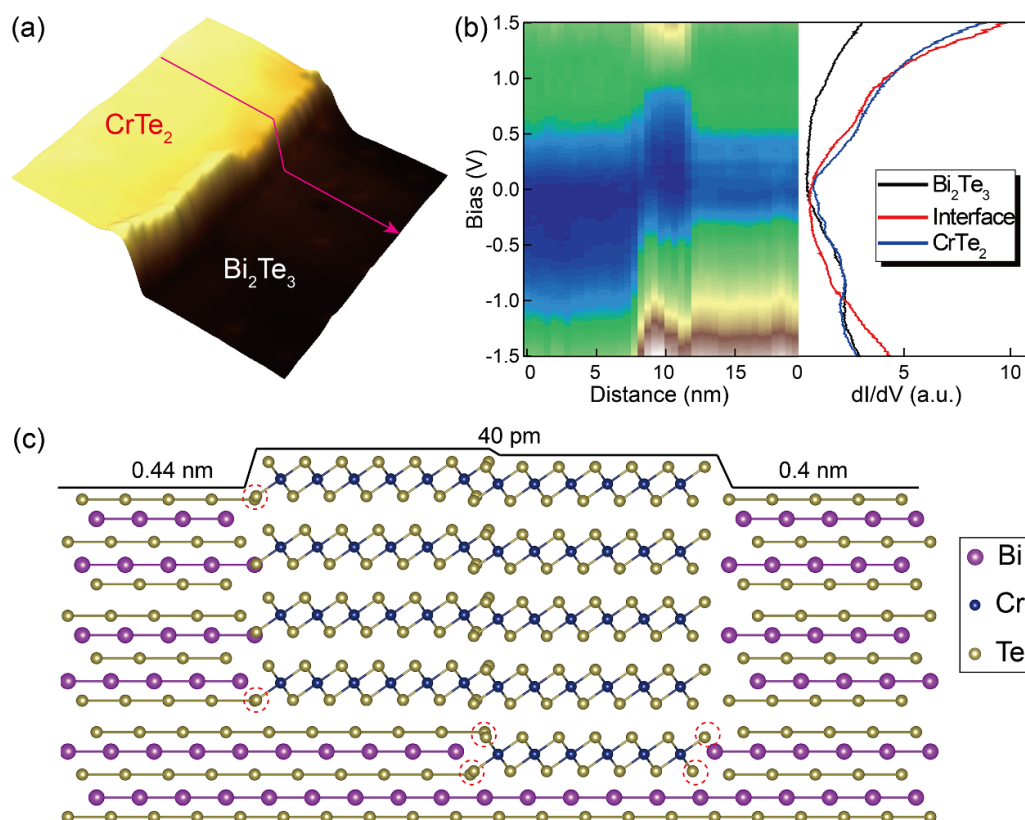 (a)
CrTe2
Bi2Te3
(b)
Bias (V)
1.5
1.0
0.5
0.0
-0.5
-1.0
-1.5
0 5 10 15
Distance (nm)
0 5 10
dI/dV (a.u.)
Bi2Te3
Interface
CrTe2
(c)
40 pm
0.44 nm
0.4 nm
Bi
Cr
Te